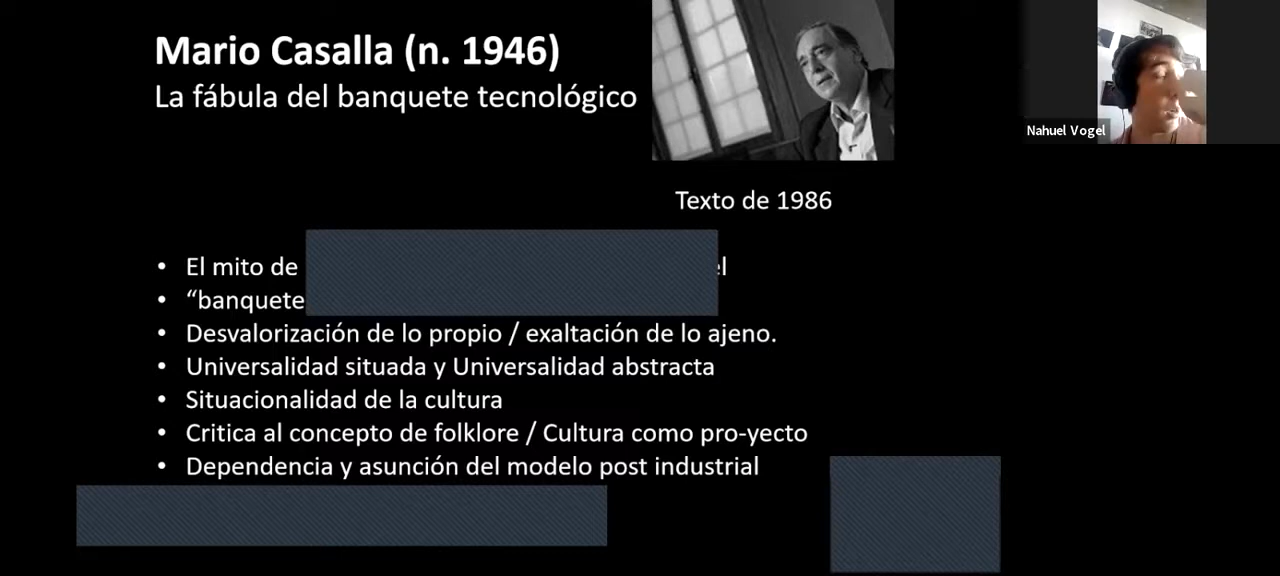 Mario Casalla (n. 1946)
La fábula del banquete tecnológico
Nahuel Vogel
Texto de 1986
• El mito de
• “banquete
• Desvalorización de lo propio / exaltación de lo ajeno.
• Universalidad situada y Universalidad abstracta
• Situacionalidad de la cultura
• Critica al concepto de folklore / Cultura como pro-yecto
• Dependencia y asunción del modelo post industrial